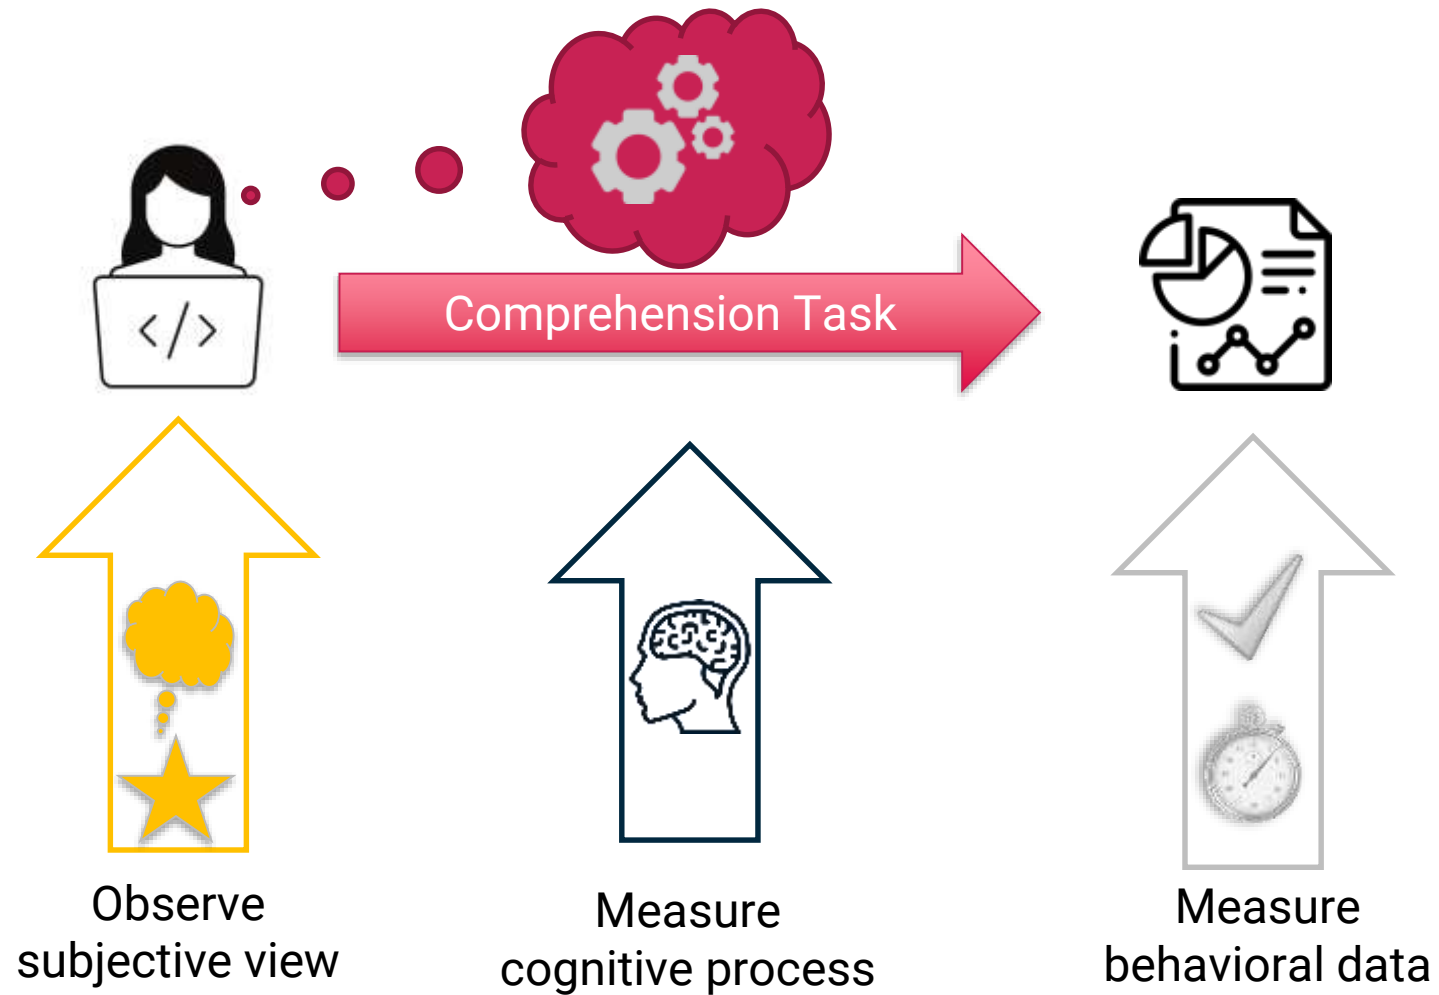 </>
Comprehension Task
Observe
subjective view
Measure
cognitive process
Measure
behavioral data